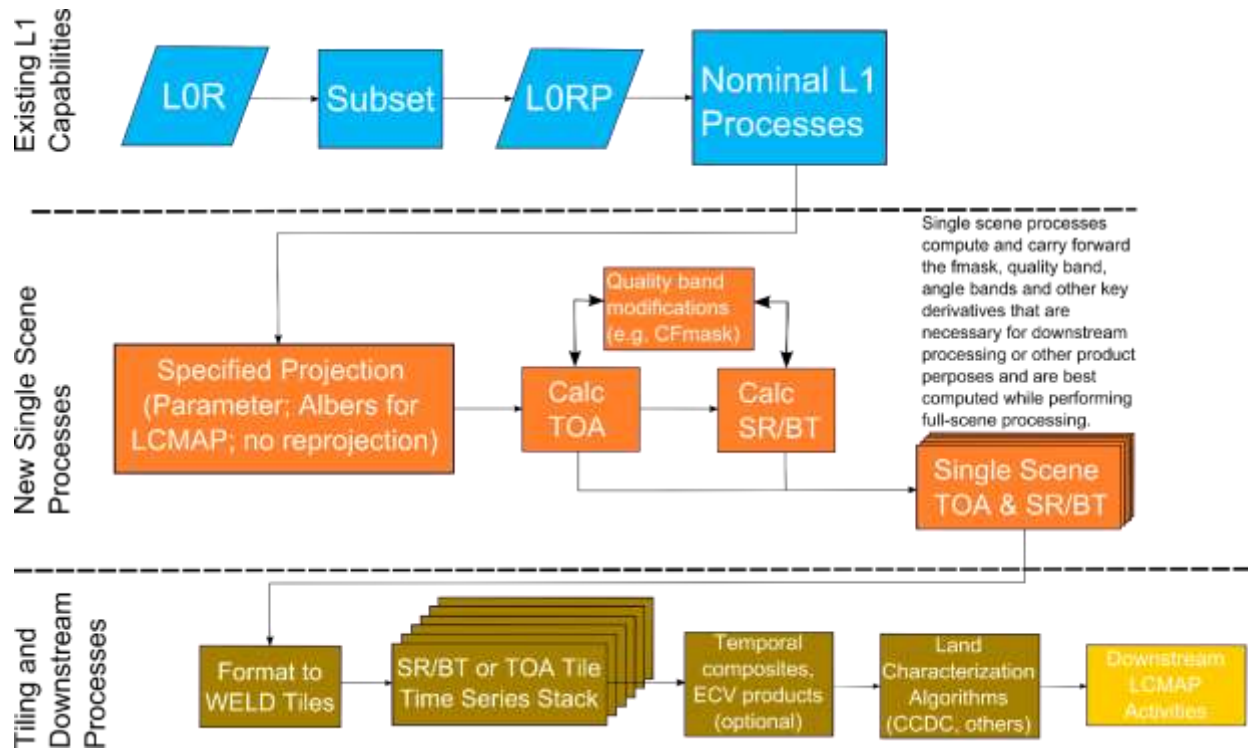 Existing L1
Capabilities
L0R
Subset
L0RP
Nominal L1
Processes
New Single Scene
Processes
Specified Projection
(Parameter; Albers for
LCMAP; no reprojection)
Quality band
modifications
(e.g. CFmask)
Calc
TOA
Calc
SR/BT
Single scene processes
compute and carry forward
the fmask, quality band,
angle bands and other key
derivatives that are
necessary for downstream
processing or other product
perposes and are best
computed while performing
full-scene processing.
Single Scene
TOA & SR/BT
Tiling and
Downstream
Processes
Format to
WELD Tiles
SR/BT or TOA Tile
Time Series Stack
Temporal
composites,
ECV products
(optional)
Land
Characterization
Algorithms
(CCDC, others)
Downstream
LCMAP
Activities